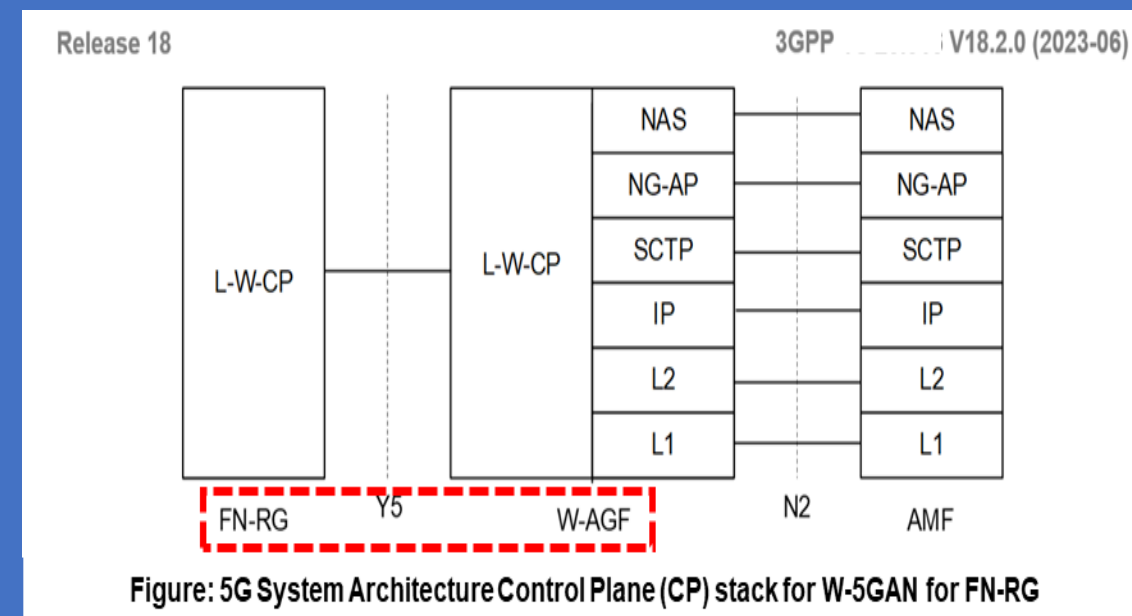 Release 18
3GPP V18.2.0 (2023-06)
NAS
NAS
NG-AP
NG-AP
SCTP
SCTP
L-W-CP
L-W-CP
IP
IP
L2
L2
L1
L1
FN-RG
Y5
W-AGF
N2
AMF
Figure: 5G System Architecture Control Plane (CP) stack for W-5GAN for FN-RG